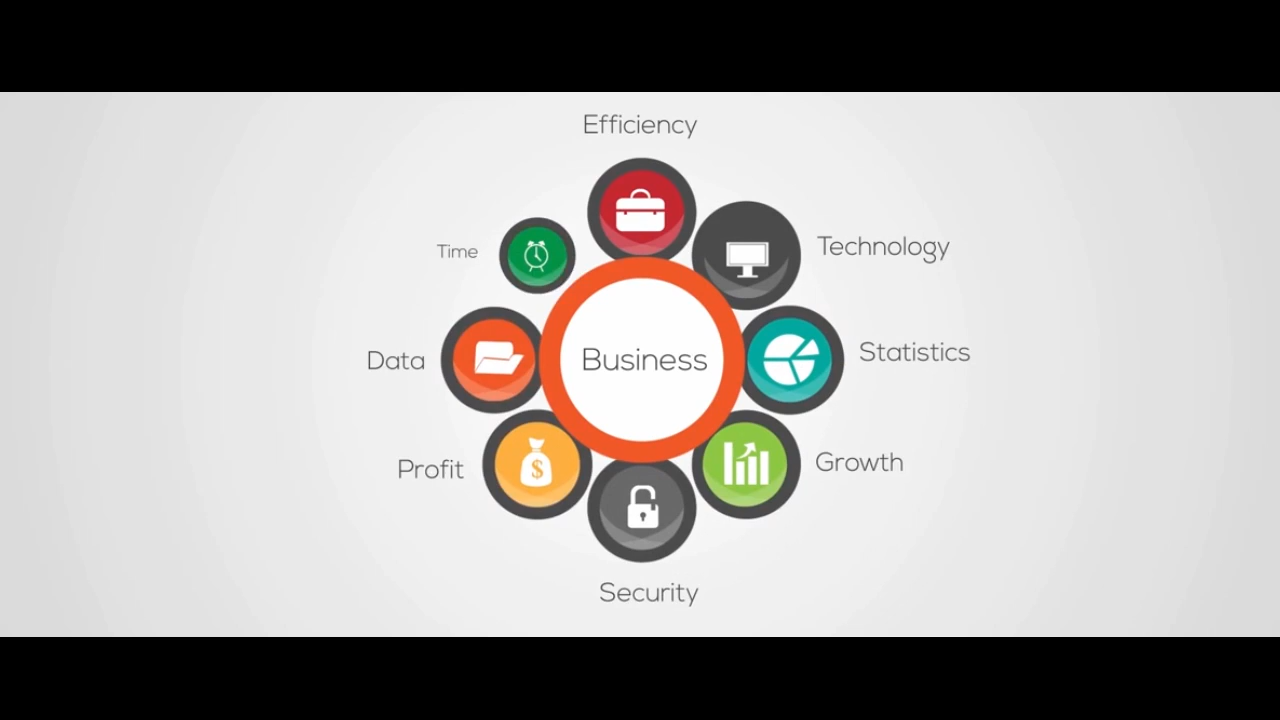 Efficiency
Time
Technology
Data
Business
Statistics
Profit
$
Growth
Security